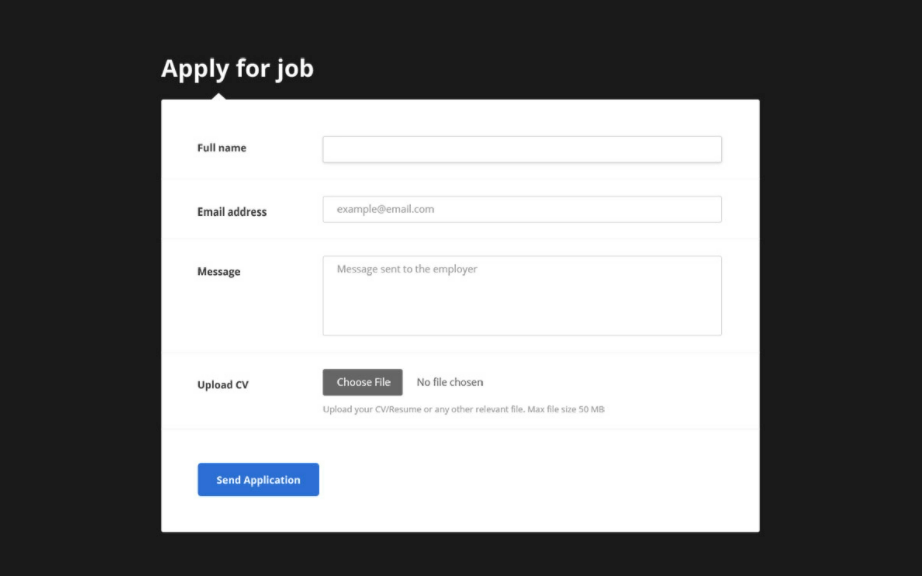 Apply for job
Full name
Email address
example@email.com
Message
Message sent to the employer
Upload CV
Choose File
No file chosen
Upload your CV/Resume or any other relevant file. Max file size 50 MB
Send Application